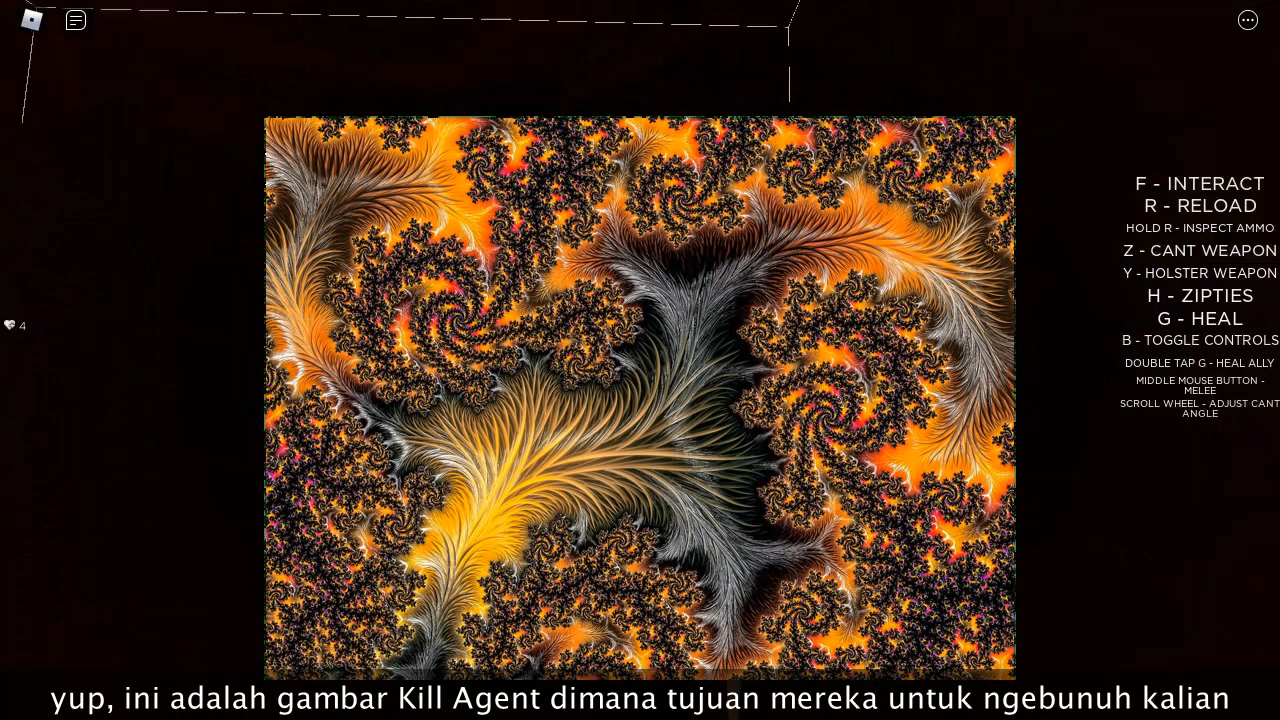 4
F - INTERACT
R - RELOAD
HOLD R - INSPECT AMMO
Z - CANT WEAPON
Y - HOLSTER WEAPON
H - ZIPTIES
G - HEAL
B - TOGGLE CONTROLS
DOUBLE TAP G - HEAL ALLY
MIDDLE MOUSE BUTTON -
MELEE
SCROLL WHEEL - ADJUST CANT
ANGLE
yup, ini adalah gambar Kill Agent dimana tujuan mereka untuk ngebunuh kalian